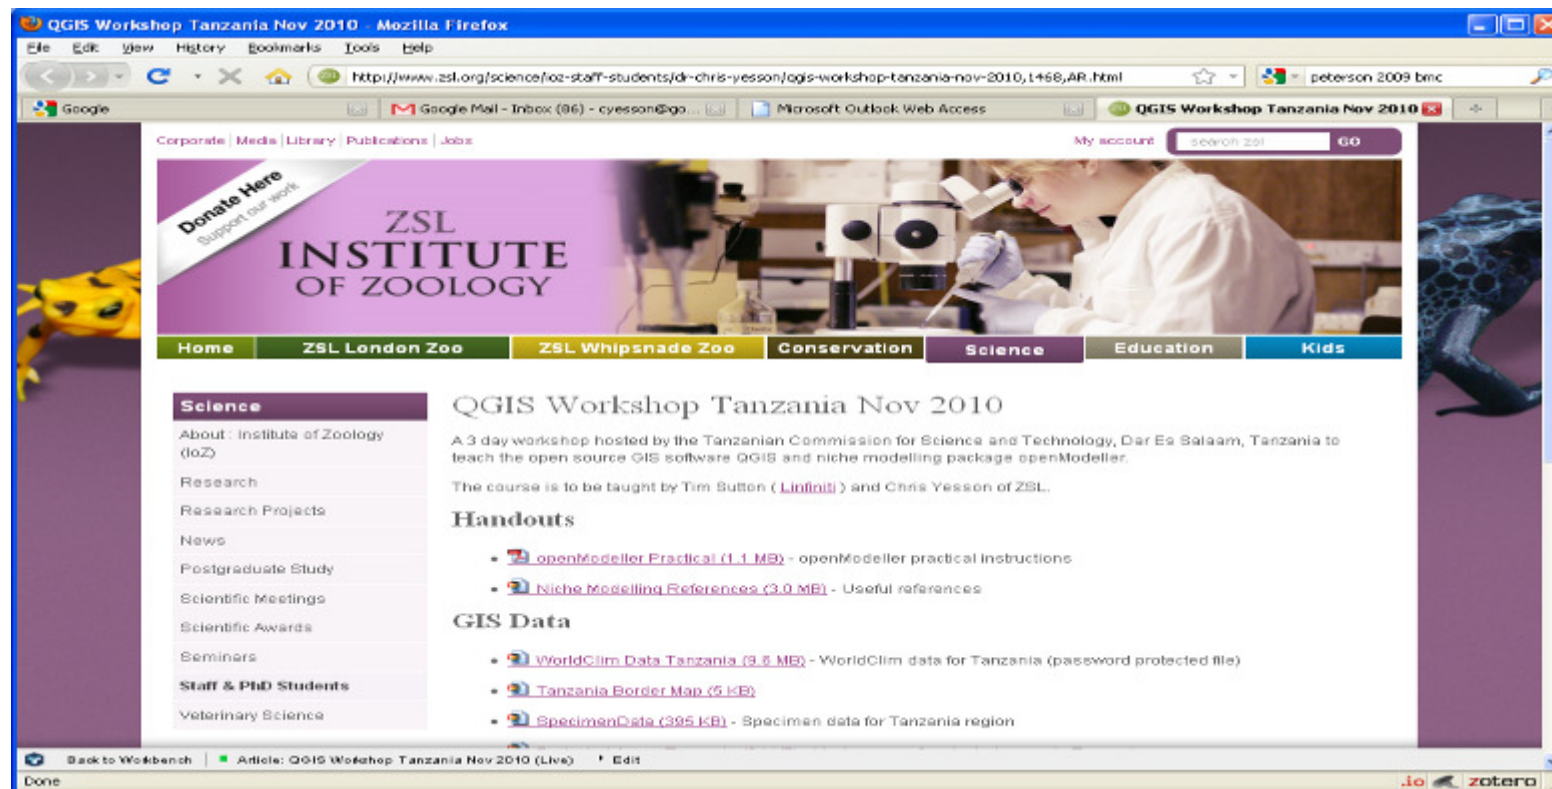 QGIS Workshop Tanzania Nov 2010 - Mozilla Firefox
File Edit View History Bookmarks Tools Help
http://www.zsl.org/science/ioz-staff-students/dr-chris-yesson/qgis-workshop-tanzania-nov-2010,1468,AR.html peterson 2009 bmc
Google Google Mail - Inbox (86) - cyesson@go... Microsoft Outlook Web Access QGIS Workshop Tanzania Nov 2010
Corporate | Media | Library | Publications | Jobs My account search zsl GO
Donate Here
Support our work
ZSL
INSTITUTE
OF ZOOLOGY
Home ZSL London Zoo ZSL Whipsnade Zoo Conservation Science Education Kids
Science
About : Institute of Zoology
(IoZ)
Research
Research Projects
News
Postgraduate Study
Scientific Meetings
Scientific Awards
Seminars
Staff & PhD Students
Veterinary Science
QGIS Workshop Tanzania Nov 2010
A 3 day workshop hosted by the Tanzanian Commission for Science and Technology, Dar Es Salaam, Tanzania to
teach the open source GIS software QGIS and niche modelling package openModeller.
The course is to be taught by Tim Sutton ( Linfiniti ) and Chris Yesson of ZSL.
Handouts
openModeller Practical (1.1 MB) - openModeller practical instructions
Niche Modelling References (3.0 MB) - Useful references
GIS Data
WorldClim Data Tanzania (9.6 MB) - WorldClim data for Tanzania (password protected file)
Tanzania Border Map (5 KB)
SpecimenData (395 KB) - Specimen data for Tanzania region
Back to Workbench Article: QGIS Workshop Tanzania Nov 2010 (Live) Edit
Done .io zotero